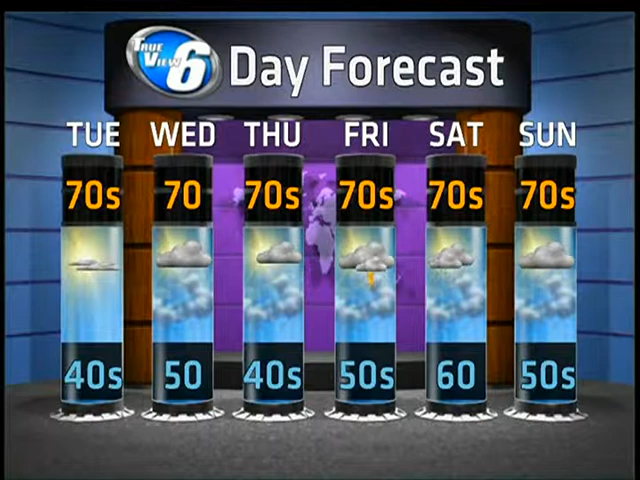 TRUE VIEW 6 Day Forecast
TUE WED THU FRI SAT SUN
70s 70 70s 70s 70s 70s
40s 50 40s 50s 60 50s